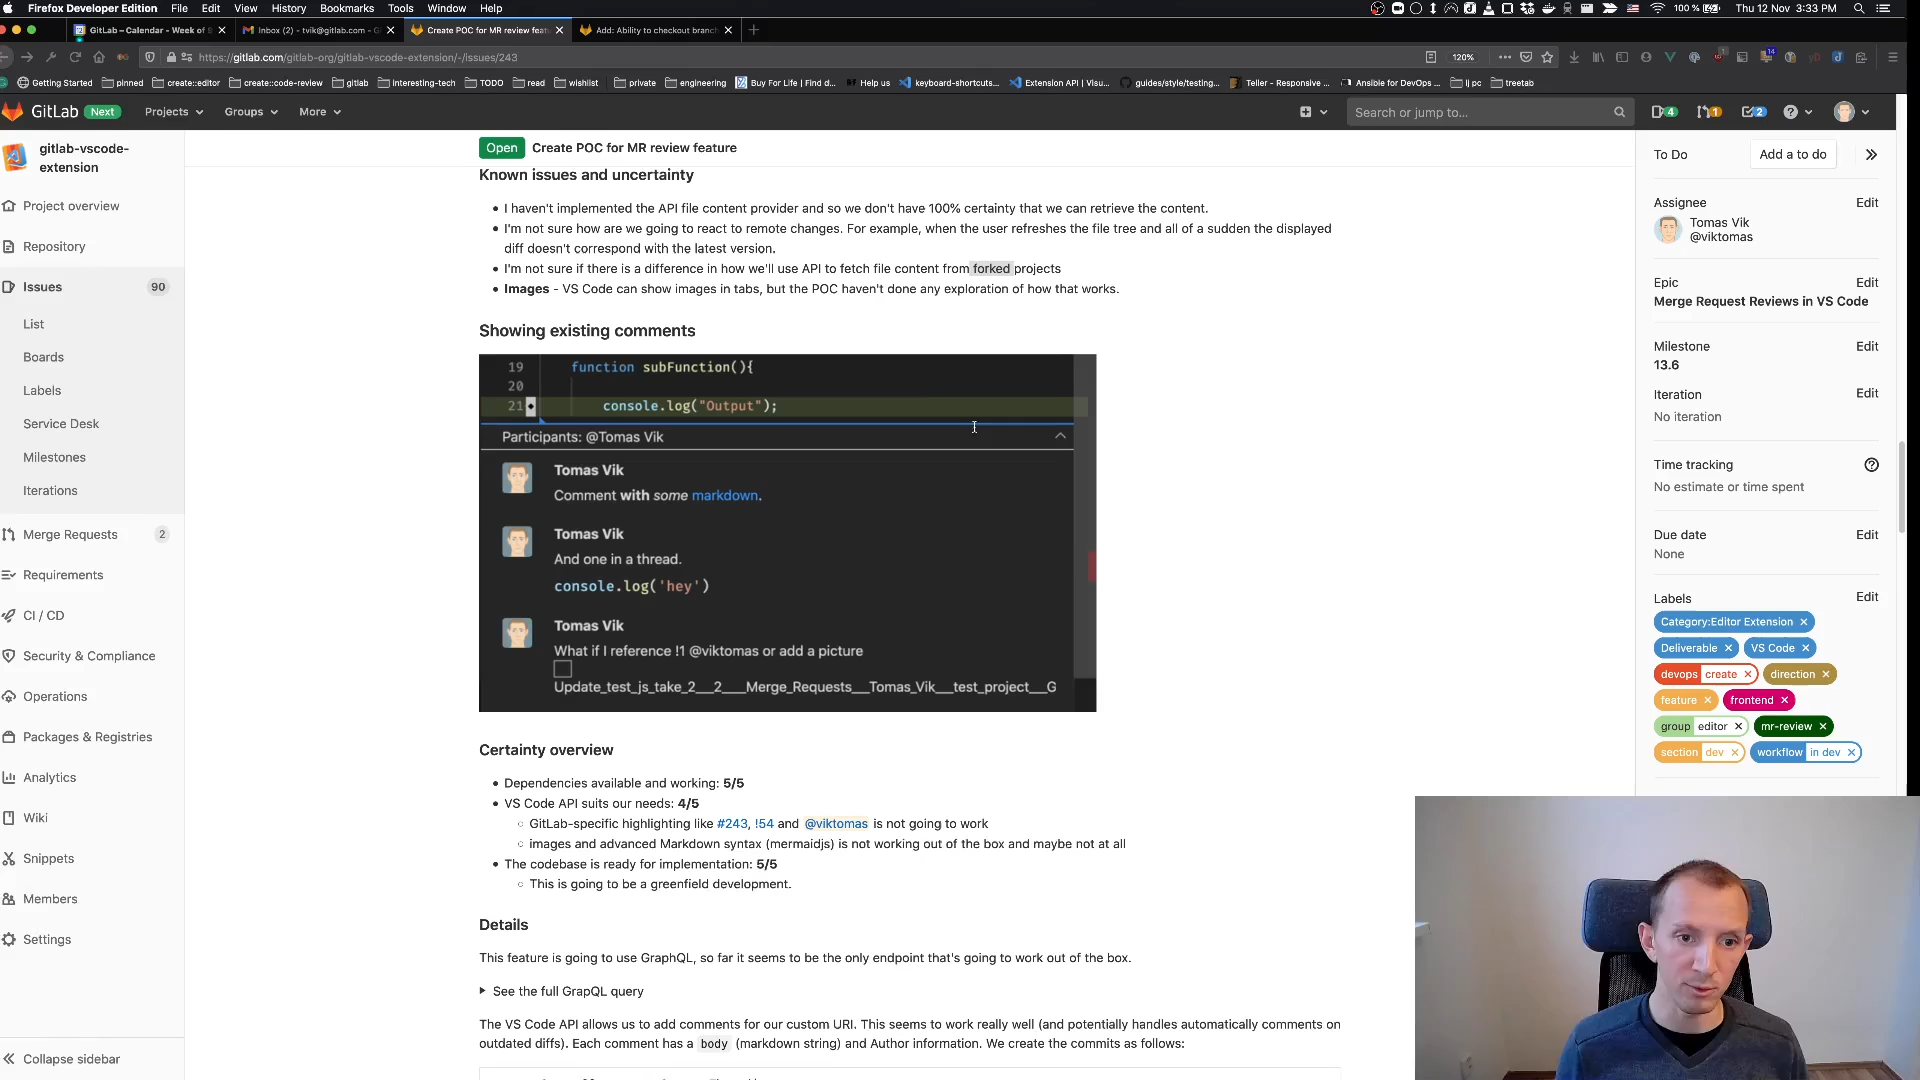 Firefox Developer Edition File Edit View History Bookmarks Tools Window Help 100 % Thu 12 Nov 3:33 PM
GitLab – Calendar - Week of Inbox (2) - tvik@gitlab.com - Create POC for MR review feat Add: Ability to checkout branch
https://gitlab.com/gitlab-org/gitlab-vscode-extension/-/issues/243 120%
Getting Started pinned create::editor create::code-review gitlab interesting-tech TODO read wishlist private engineering Buy For Life | Find d... Help us keyboard-shortcuts... Extension API | Visu... guides/style/testing... Teller - Responsive ... Ansible for DevOps ... lj pc treetab
GitLab Next Projects Groups More Search or jump to... 4 1 2
gitlab-vscode-
extension
Project overview
Repository
Issues 90
List
Boards
Labels
Service Desk
Milestones
Iterations
Merge Requests 2
Requirements
CI / CD
Security & Compliance
Operations
Packages & Registries
Analytics
Wiki
Snippets
Members
Settings
Collapse sidebar
Open Create POC for MR review feature
Known issues and uncertainty
I haven't implemented the API file content provider and so we don't have 100% certainty that we can retrieve the content.
I'm not sure how are we going to react to remote changes. For example, when the user refreshes the file tree and all of a sudden the displayed
diff doesn't correspond with the latest version.
I'm not sure if there is a difference in how we'll use API to fetch file content from forked projects
Images - VS Code can show images in tabs, but the POC haven't done any exploration of how that works.
Showing existing comments
19 function subFunction(){
20
21 console.log("Output");
Participants: @Tomas Vik
Tomas Vik
Comment with some markdown.
Tomas Vik
And one in a thread.
console.log('hey')
Tomas Vik
What if I reference !1 @viktomas or add a picture
Update_test_js_take_2___2____Merge_Requests___Tomas_Vik___test_project___G
Certainty overview
Dependencies available and working: 5/5
VS Code API suits our needs: 4/5
GitLab-specific highlighting like #243, !54 and @viktomas is not going to work
images and advanced Markdown syntax (mermaidjs) is not working out of the box and maybe not at all
The codebase is ready for implementation: 5/5
This is going to be a greenfield development.
Details
This feature is going to use GraphQL, so far it seems to be the only endpoint that's going to work out of the box.
See the full GrapQL query
The VS Code API allows us to add comments for our custom URI. This seems to work really well (and potentially handles automatically comments on
outdated diffs). Each comment has a body (markdown string) and Author information. We create the commits as follows:
To Do Add a to do
Assignee Edit
Tomas Vik
@viktomas
Epic Edit
Merge Request Reviews in VS Code
Milestone Edit
13.6
Iteration Edit
No iteration
Time tracking
No estimate or time spent
Due date Edit
None
Labels Edit
Category:Editor Extension
Deliverable VS Code
devops create direction
feature frontend
group editor mr-review
section dev workflow in dev